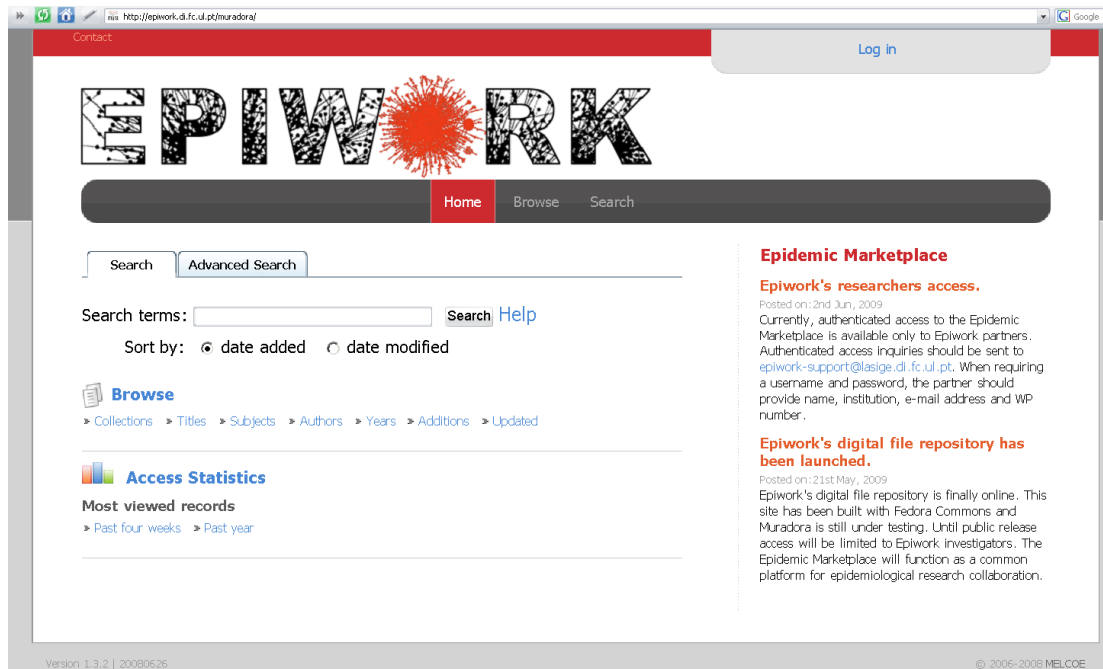 http://epiwork.di.fc.ul.pt/muradora/
Google
Contact
Log in
EPIWORK
Home Browse Search
Search Advanced Search
Search terms: Search Help
Sort by: date added date modified
Browse
» Collections » Titles » Subjects » Authors » Years » Additions » Updated
Access Statistics
Most viewed records
» Past four weeks » Past year
Epidemic Marketplace
Epiwork's researchers access.
Posted on: 2nd Jun, 2009
Currently, authenticated access to the Epidemic
Marketplace is available only to Epiwork partners.
Authenticated access inquiries should be sent to
epiwork-support@lasige.di.fc.ul.pt. When requiring
a username and password, the partner should
provide name, institution, e-mail address and WP
number.
Epiwork's digital file repository has
been launched.
Posted on: 21st May, 2009
Epiwork's digital file repository is finally online. This
site has been built with Fedora Commons and
Muradora is still under testing. Until public release
access will be limited to Epiwork investigators. The
Epidemic Marketplace will function as a common
platform for epidemiological research collaboration.
Version 1.3.2 | 20080626
© 2006-2008 MELCOE